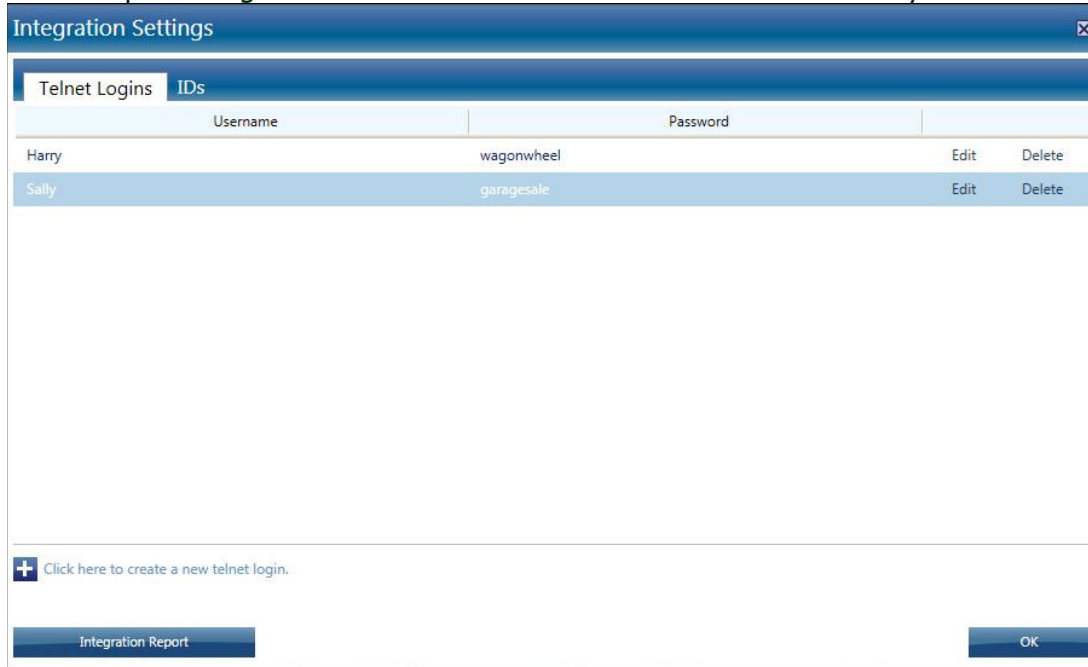 Integration Settings
Telnet Logins IDs
Username Password
Harry wagonwheel Edit Delete
Sally garagesale Edit Delete
Click here to create a new telnet login.
Integration Report OK